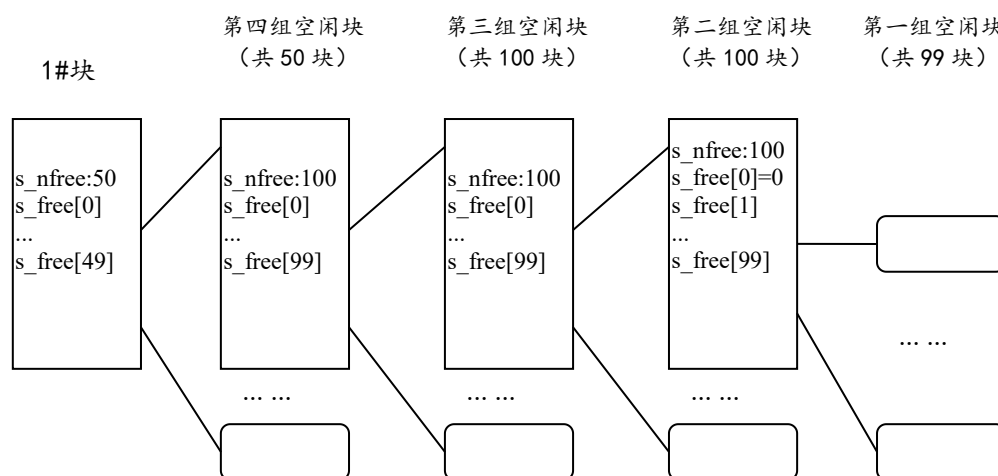 1#块
s_nfree:50
s_free[0]
...
s_free[49]
第四组空闲块
（共 50 块）
s_nfree:100
s_free[0]
...
s_free[99]
... ...
第三组空闲块
（共 100 块）
s_nfree:100
s_free[0]
...
s_free[99]
... ...
第二组空闲块
（共 100 块）
s_nfree:100
s_free[0]=0
s_free[1]
...
s_free[99]
... ...
第一组空闲块
（共 99 块）
... ...